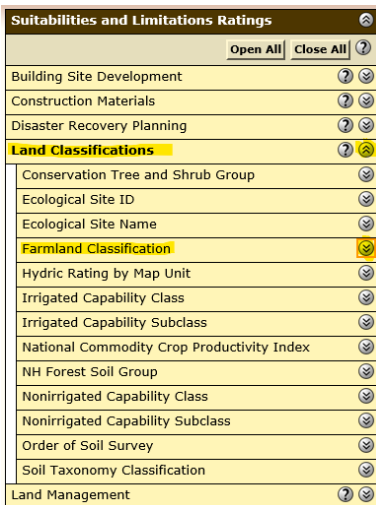 Suitabilities and Limitations Ratings
Open All Close All ?
Building Site Development ?
Construction Materials ?
Disaster Recovery Planning ?
Land Classifications ?
Conservation Tree and Shrub Group
Ecological Site ID
Ecological Site Name
Farmland Classification
Hydric Rating by Map Unit
Irrigated Capability Class
Irrigated Capability Subclass
National Commodity Crop Productivity Index
NH Forest Soil Group
Nonirrigated Capability Class
Nonirrigated Capability Subclass
Order of Soil Survey
Soil Taxonomy Classification
Land Management ?